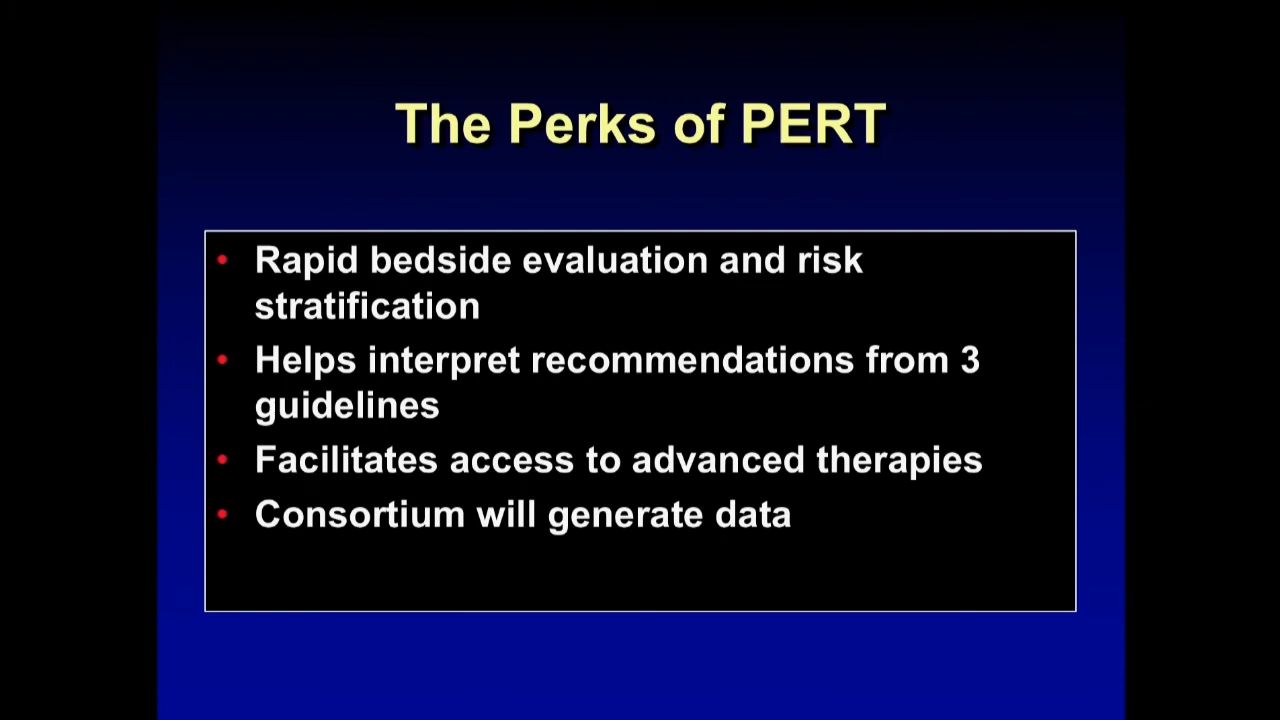 The Perks of PERT
• Rapid bedside evaluation and risk
stratification
• Helps interpret recommendations from 3
guidelines
• Facilitates access to advanced therapies
• Consortium will generate data